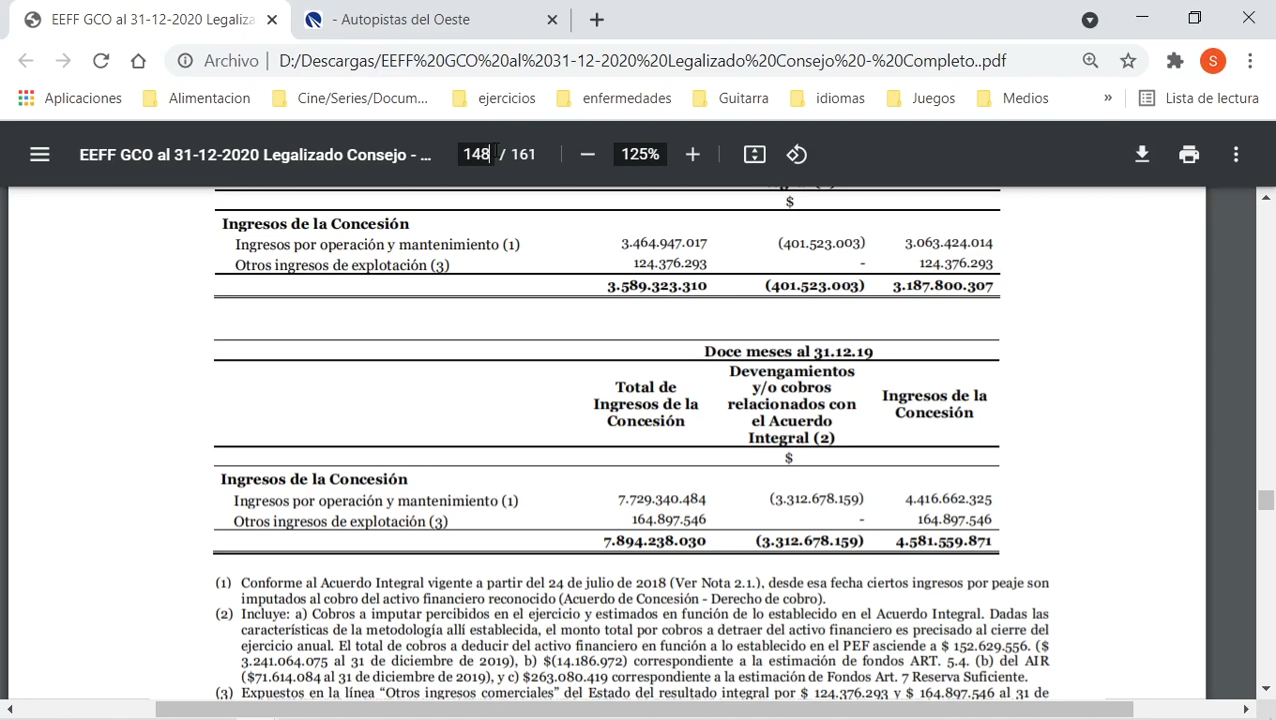 EEFF GCO al 31-12-2020 Legaliza
- Autopistas del Oeste
Archivo D:/Descargas/EEFF%20GCO%20al%2031-12-2020%20Legalizado%20Consejo%20-%20Completo..pdf
S
Aplicaciones Alimentacion Cine/Series/Docum... ejercicios enfermedades Guitarra idiomas Juegos Medios » Lista de lectura
EEFF GCO al 31-12-2020 Legalizado Consejo - ... 148 / 161 125%
$
Ingresos de la Concesión
Ingresos por operación y mantenimiento (1) 3.464.947.017 (401.523.003) 3.063.424.014
Otros ingresos de explotación (3) 124.376.293 - 124.376.293
3.589.323.310 (401.523.003) 3.187.800.307
Doce meses al 31.12.19
Total de Ingresos de la Concesión
Devengamientos y/o cobros relacionados con el Acuerdo Integral (2)
Ingresos de la Concesión
$
Ingresos de la Concesión
Ingresos por operación y mantenimiento (1) 7.729.340.484 (3.312.678.159) 4.416.662.325
Otros ingresos de explotación (3) 164.897.546 - 164.897.546
7.894.238.030 (3.312.678.159) 4.581.559.871
(1) Conforme al Acuerdo Integral vigente a partir del 24 de julio de 2018 (Ver Nota 2.1.), desde esa fecha ciertos ingresos por peaje son
imputados al cobro del activo financiero reconocido (Acuerdo de Concesión - Derecho de cobro).
(2) Incluye: a) Cobros a imputar percibidos en el ejercicio y estimados en función de lo establecido en el Acuerdo Integral. Dadas las
características de la metodología allí establecida, el monto total por cobros a detraer del activo financiero es precisado al cierre del
ejercicio anual. El total de cobros a deducir del activo financiero en función a lo establecido en el PEF asciende a $ 152.629.556. ($
3.241.064.075 al 31 de diciembre de 2019), b) $(14.186.972) correspondiente a la estimación de fondos ART. 5.4. (b) del AIR
($71.614.084 al 31 de diciembre de 2019), y c) $263.080.419 correspondiente a la estimación de Fondos Art. 7 Reserva Suficiente.
(3) Expuestos en la línea “Otros ingresos comerciales” del Estado del resultado integral por $ 124.376.293 y $ 164.897.546 al 31 de